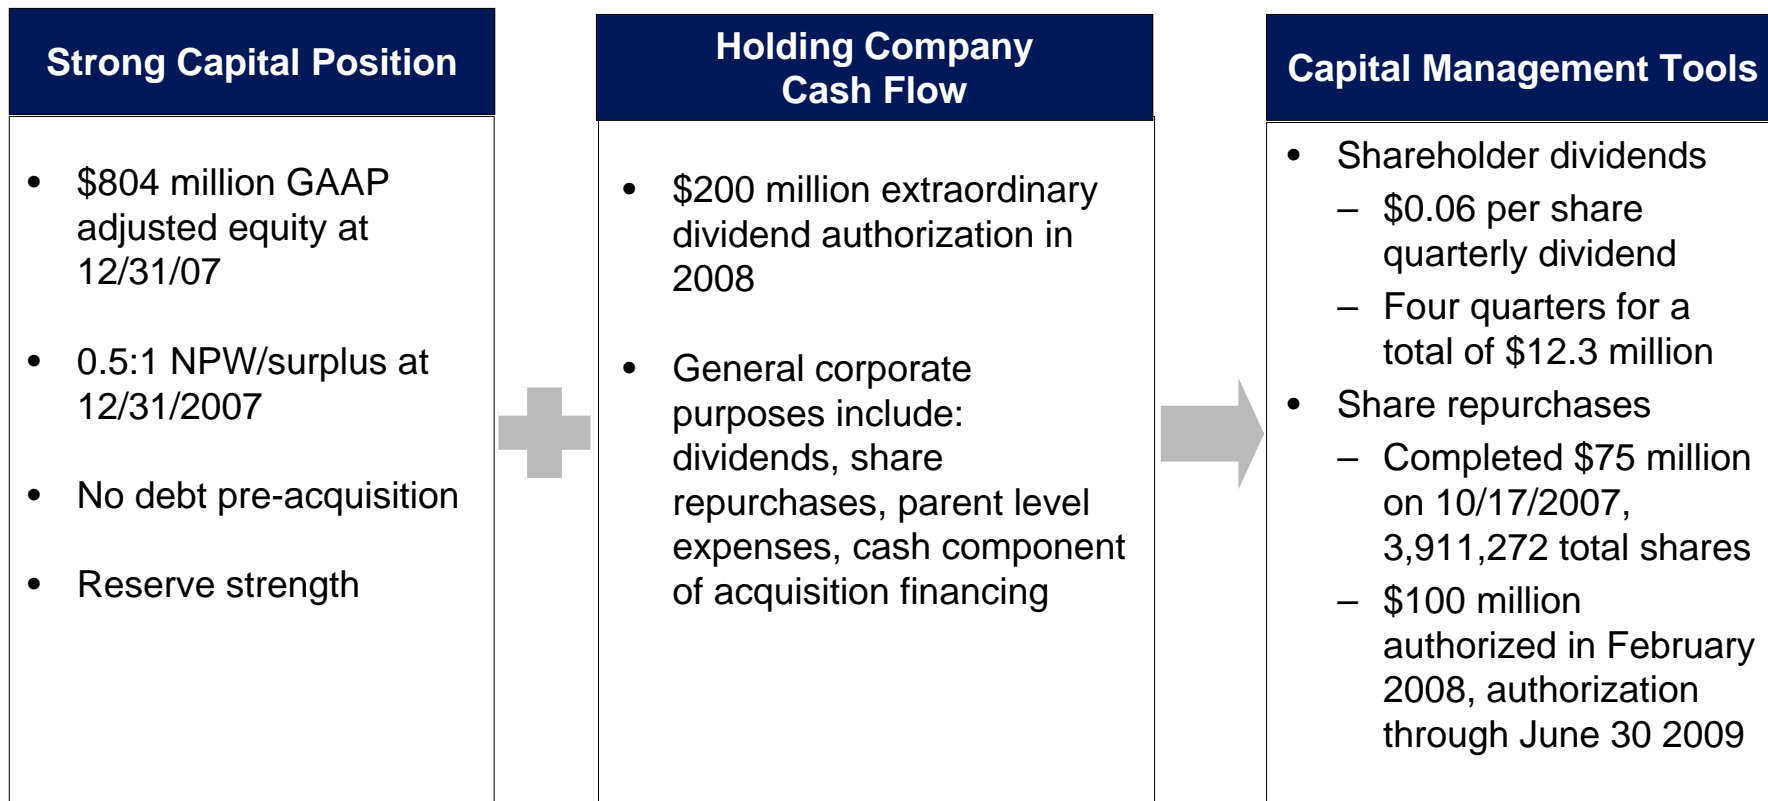 Strong Capital Position
• $804 million GAAP
adjusted equity at
12/31/07
• 0.5:1 NPW/surplus at
12/31/2007
• No debt pre-acquisition
• Reserve strength
Holding Company
Cash Flow
• $200 million extraordinary
dividend authorization in
2008
• General corporate
purposes include:
dividends, share
repurchases, parent level
expenses, cash component
of acquisition financing
Capital Management Tools
• Shareholder dividends
– $0.06 per share
quarterly dividend
– Four quarters for a
total of $12.3 million
• Share repurchases
– Completed $75 million
on 10/17/2007,
3,911,272 total shares
– $100 million
authorized in February
2008, authorization
through June 30 2009